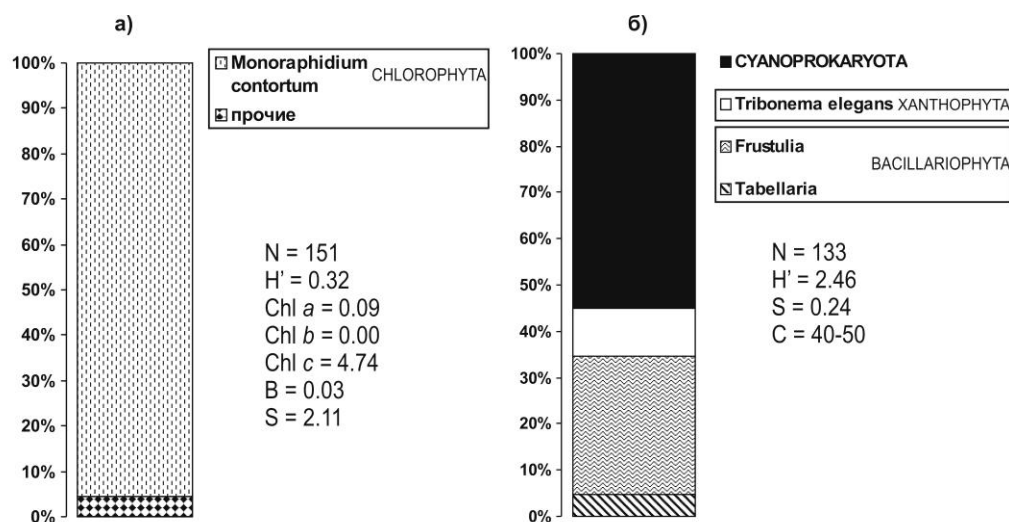 а)
100%
90%
80%
70%
60%
50%
40%
30%
20%
10%
0%
Monoraphidium contortum CHLOROPHYTA
прочие
N = 151
H’ = 0.32
Chl a = 0.09
Chl b = 0.00
Chl c = 4.74
B = 0.03
S = 2.11
б)
100%
90%
80%
70%
60%
50%
40%
30%
20%
10%
0%
CYANOPROKARYOTA
Tribonema elegans XANTHOPHYTA
Frustulia
BACILLARIOPHYTA
Tabellaria
N = 133
H’ = 2.46
S = 0.24
C = 40-50